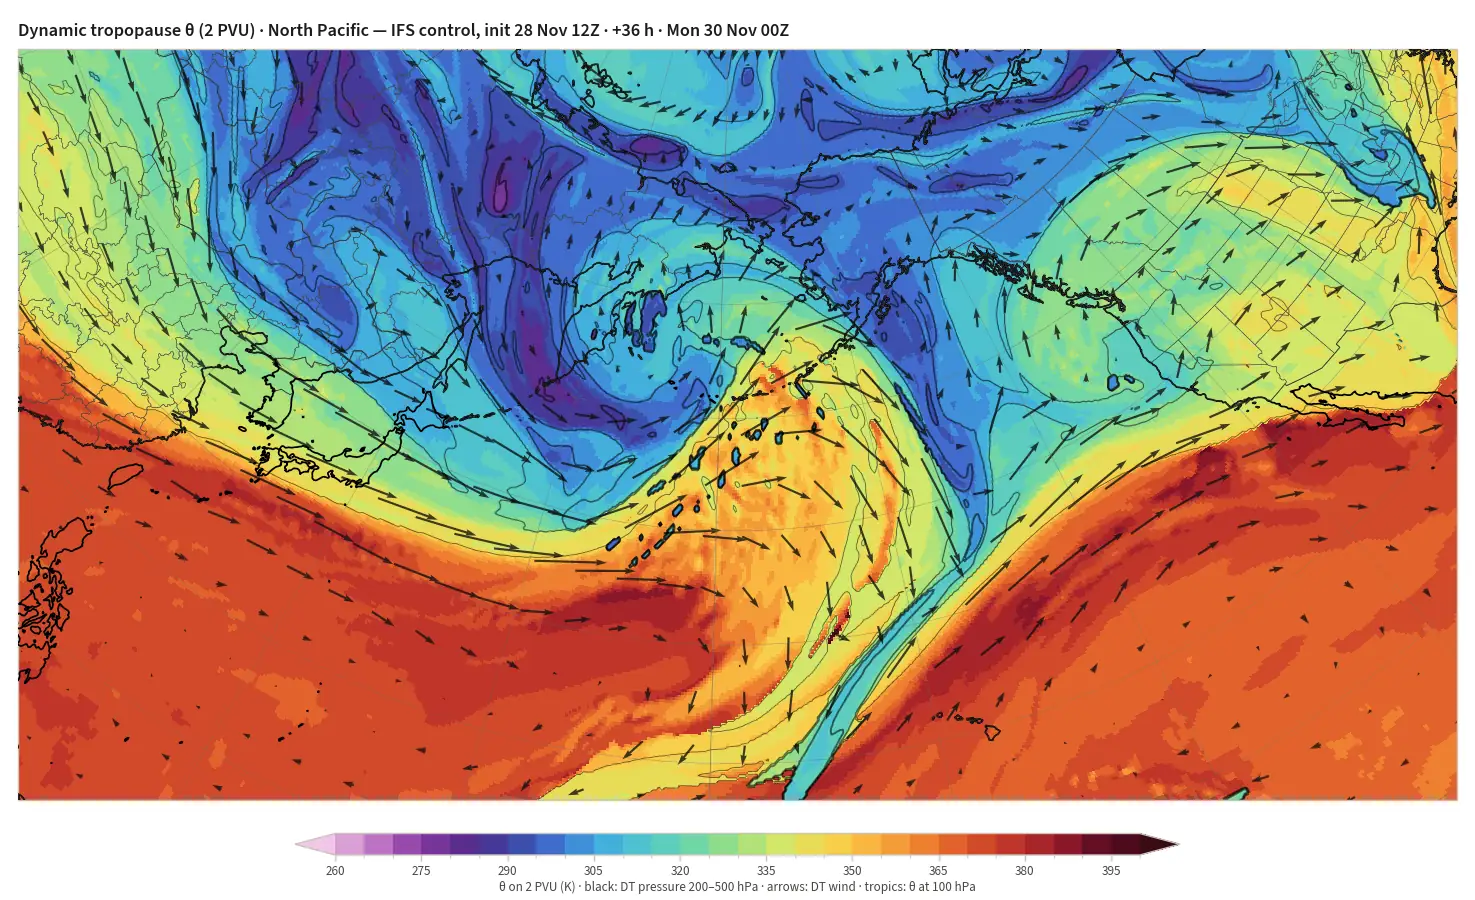 Dynamic tropopause θ (2 PVU) · North Pacific — IFS control, init 28 Nov 12Z · +36 h · Mon 30 Nov 00Z
260 275 290 305 320 335 350 365 380 395
θ on 2 PVU (K) · black: DT pressure 200–500 hPa · arrows: DT wind · tropics: θ at 100 hPa